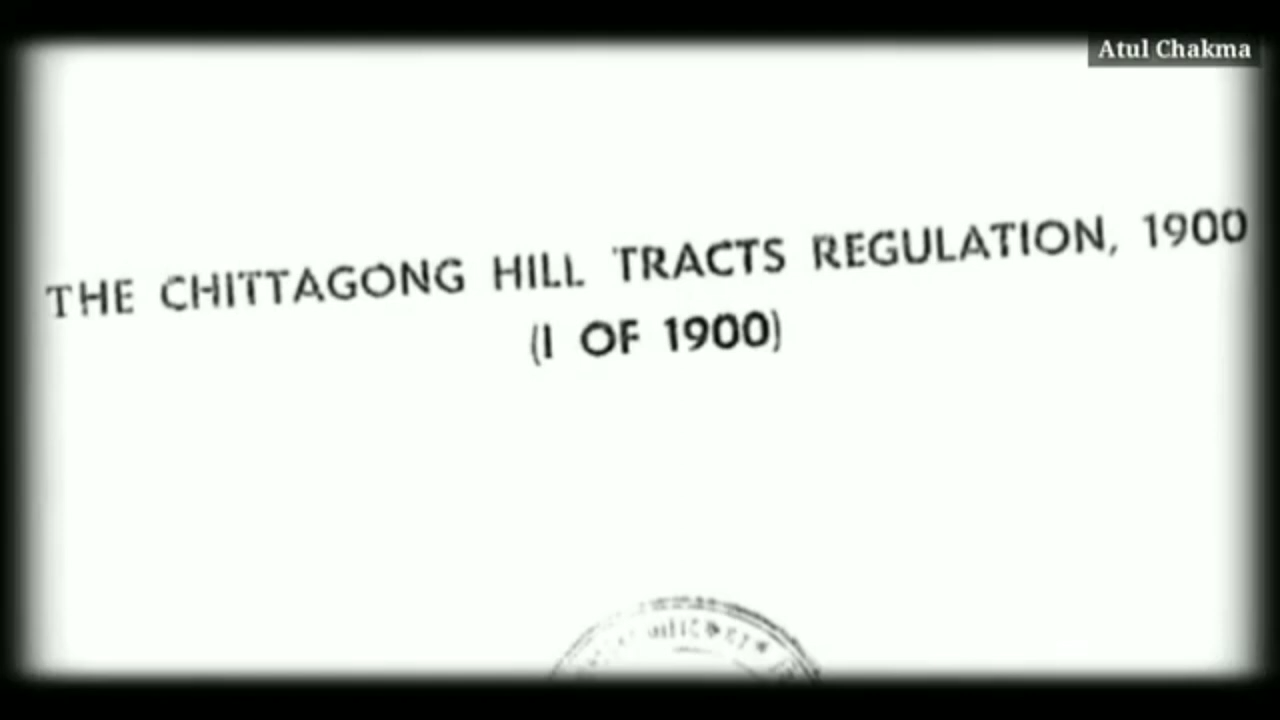 Atul Chakma
THE CHITTAGONG HILL TRACTS REGULATION, 1900
(I OF 1900)